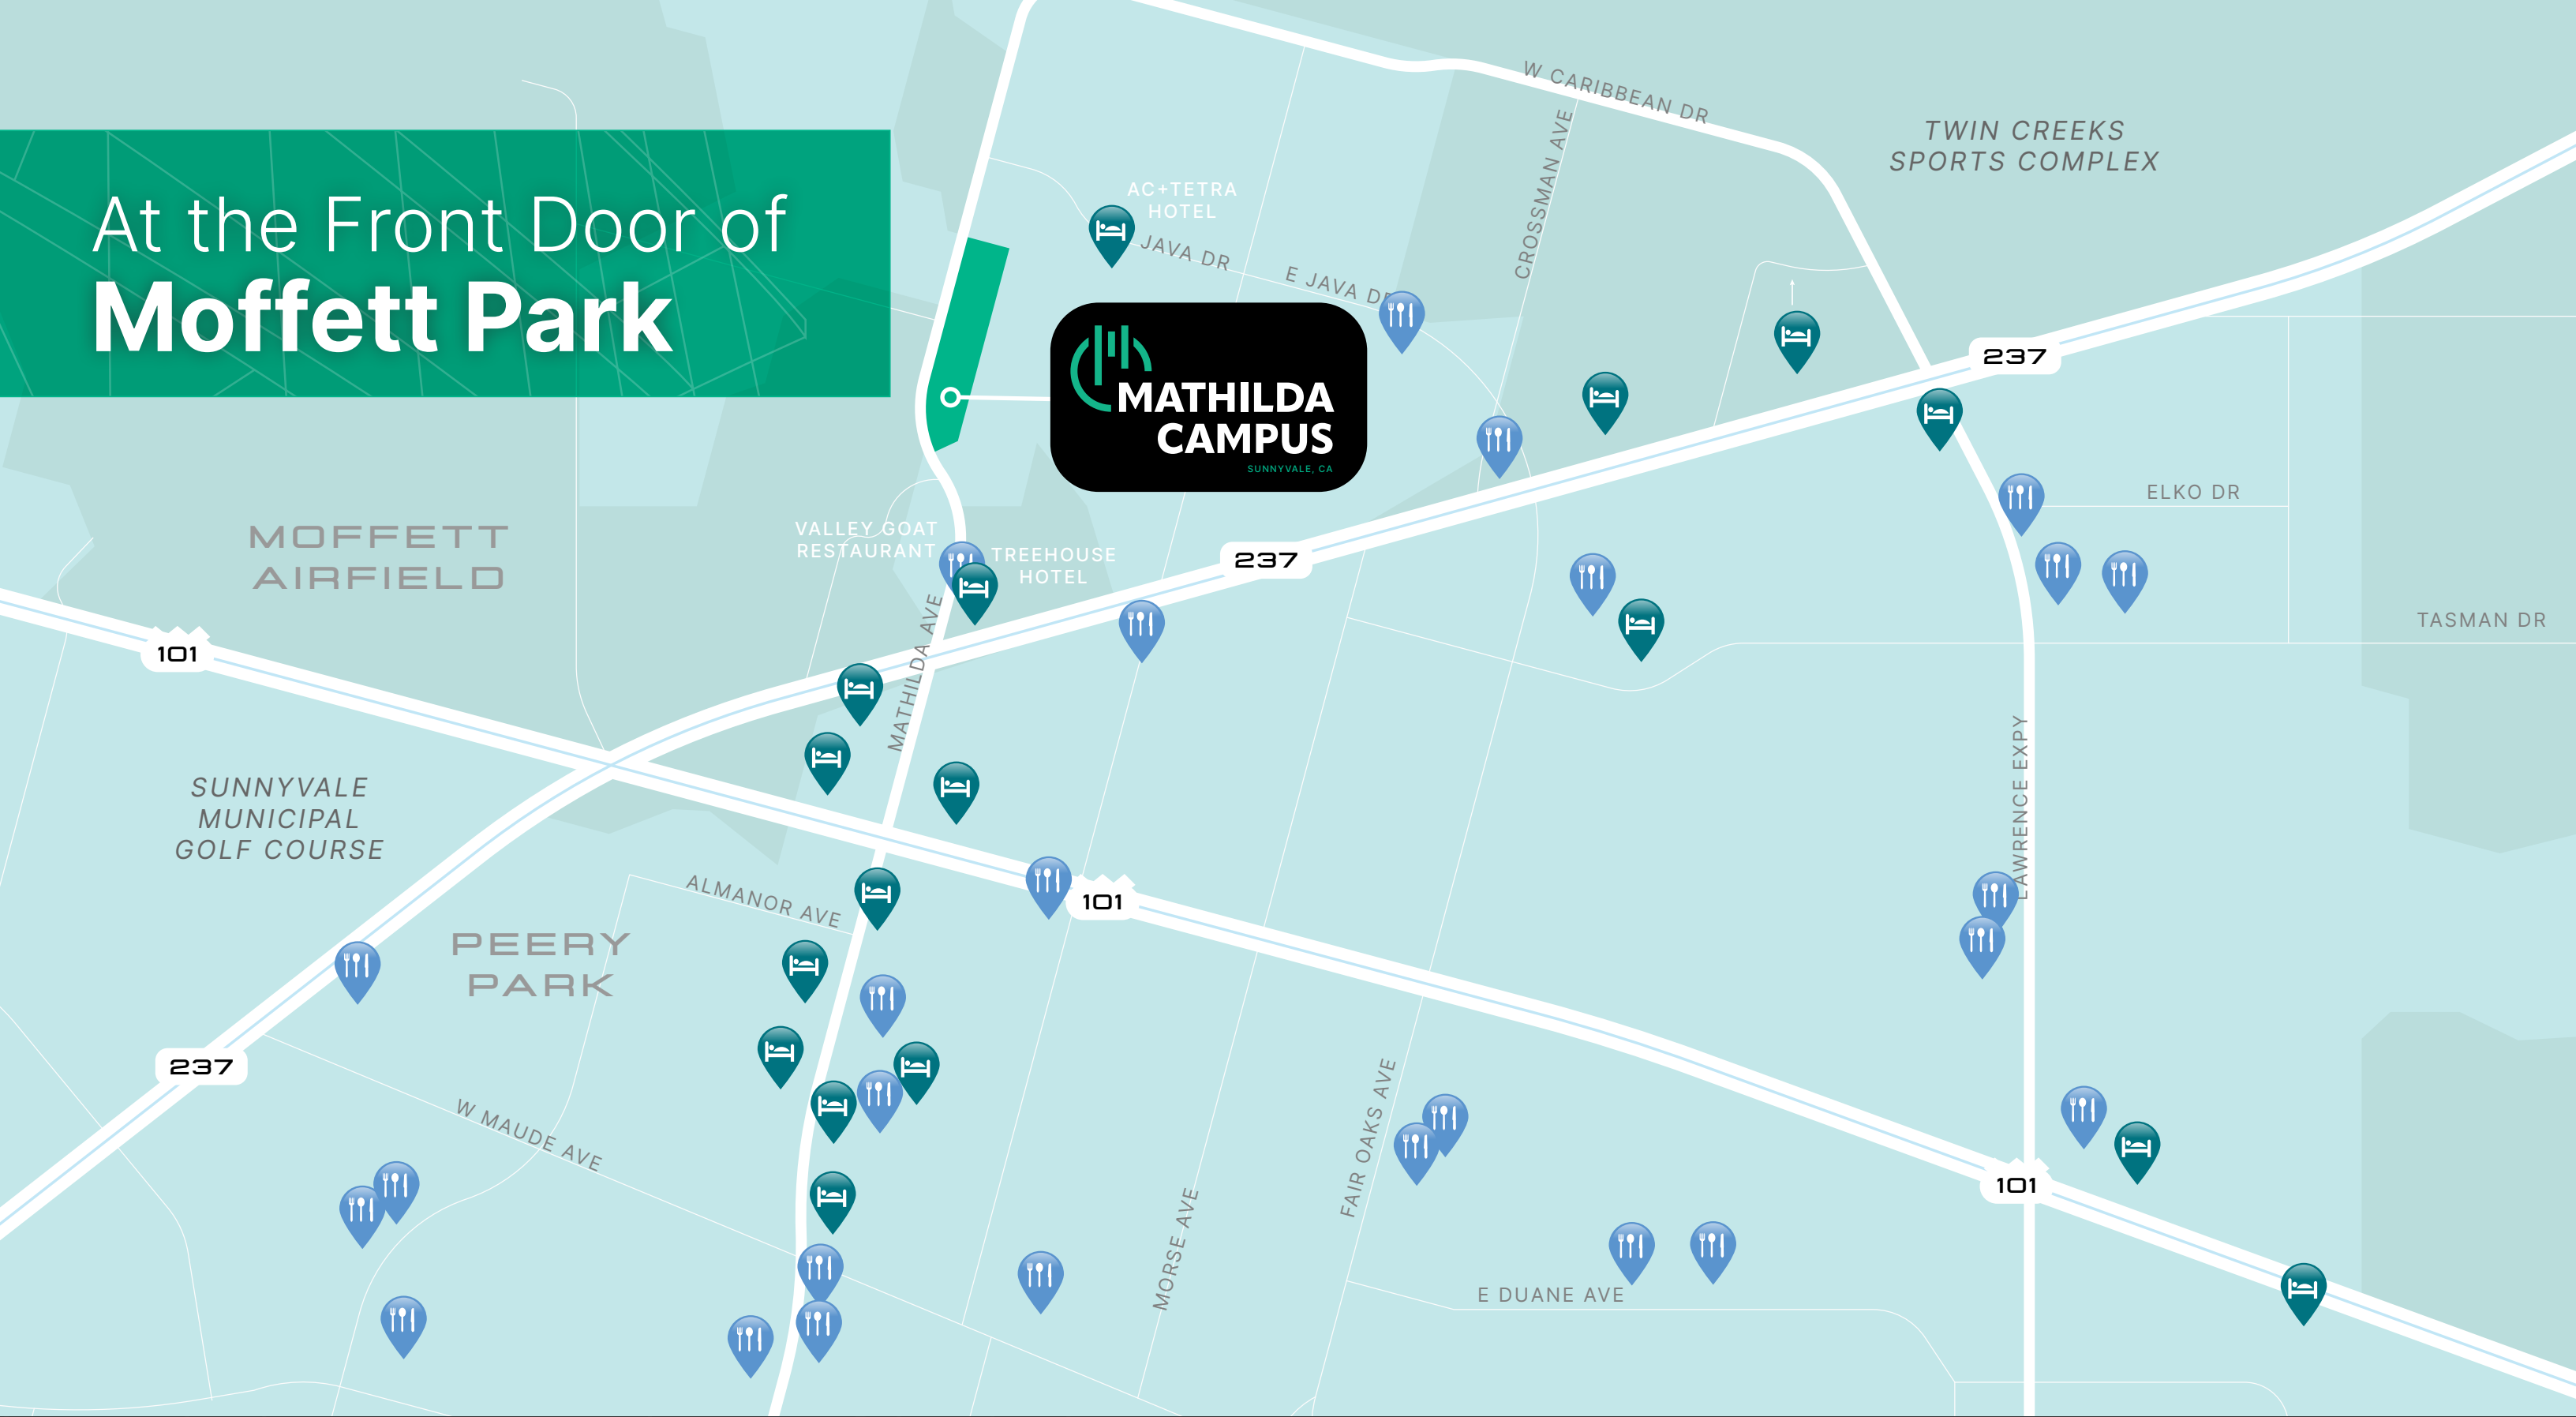 At the Front Door of
Moffett Park
W CARIBBEAN DR
TWIN CREEKS
SPORTS COMPLEX
CROSSMAN AVE
AC+TETRA
HOTEL
JAVA DR
E JAVA DR
237
MATHILDA
CAMPUS
SUNNYVALE, CA
ELKO DR
VALLEY GOAT
RESTAURANT
TREEHOUSE
HOTEL
237
MOFFETT
AIRFIELD
TASMAN DR
101
MATHILDA AVE
SUNNYVALE
MUNICIPAL
GOLF COURSE
LAWRENCE EXPY
ALMANOR AVE
101
PEERY
PARK
237
W MAUDE AVE
FAIR OAKS AVE
101
MORSE AVE
E DUANE AVE